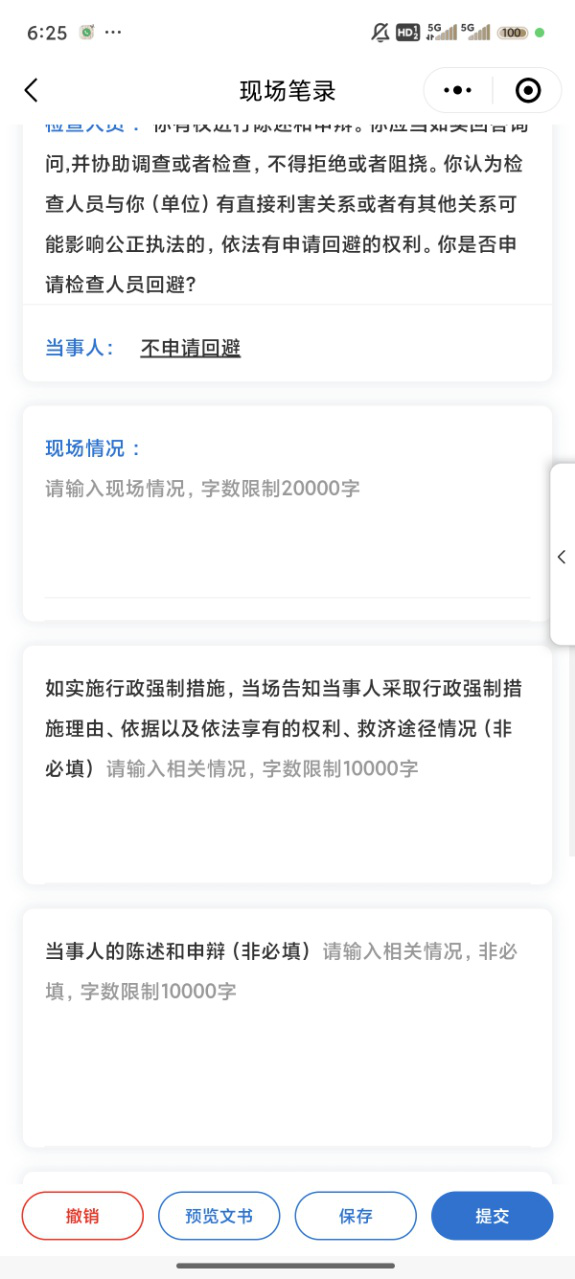 6:25
HD 1 2 5G 5G 100
现场笔录
检查人员：你有权进行陈述和申辩。你应当如实回答询
问,并协助调查或者检查，不得拒绝或者阻挠。你认为检
查人员与你（单位）有直接利害关系或者有其他关系可
能影响公正执法的，依法有申请回避的权利。你是否申
请检查人员回避?
当事人： 不申请回避
现场情况：
请输入现场情况，字数限制20000字
如实施行政强制措施，当场告知当事人采取行政强制措
施理由、依据以及依法享有的权利、救济途径情况（非
必填）请输入相关情况，字数限制10000字
当事人的陈述和申辩（非必填）请输入相关情况，非必
填，字数限制10000字
撤销 预览文书 保存 提交